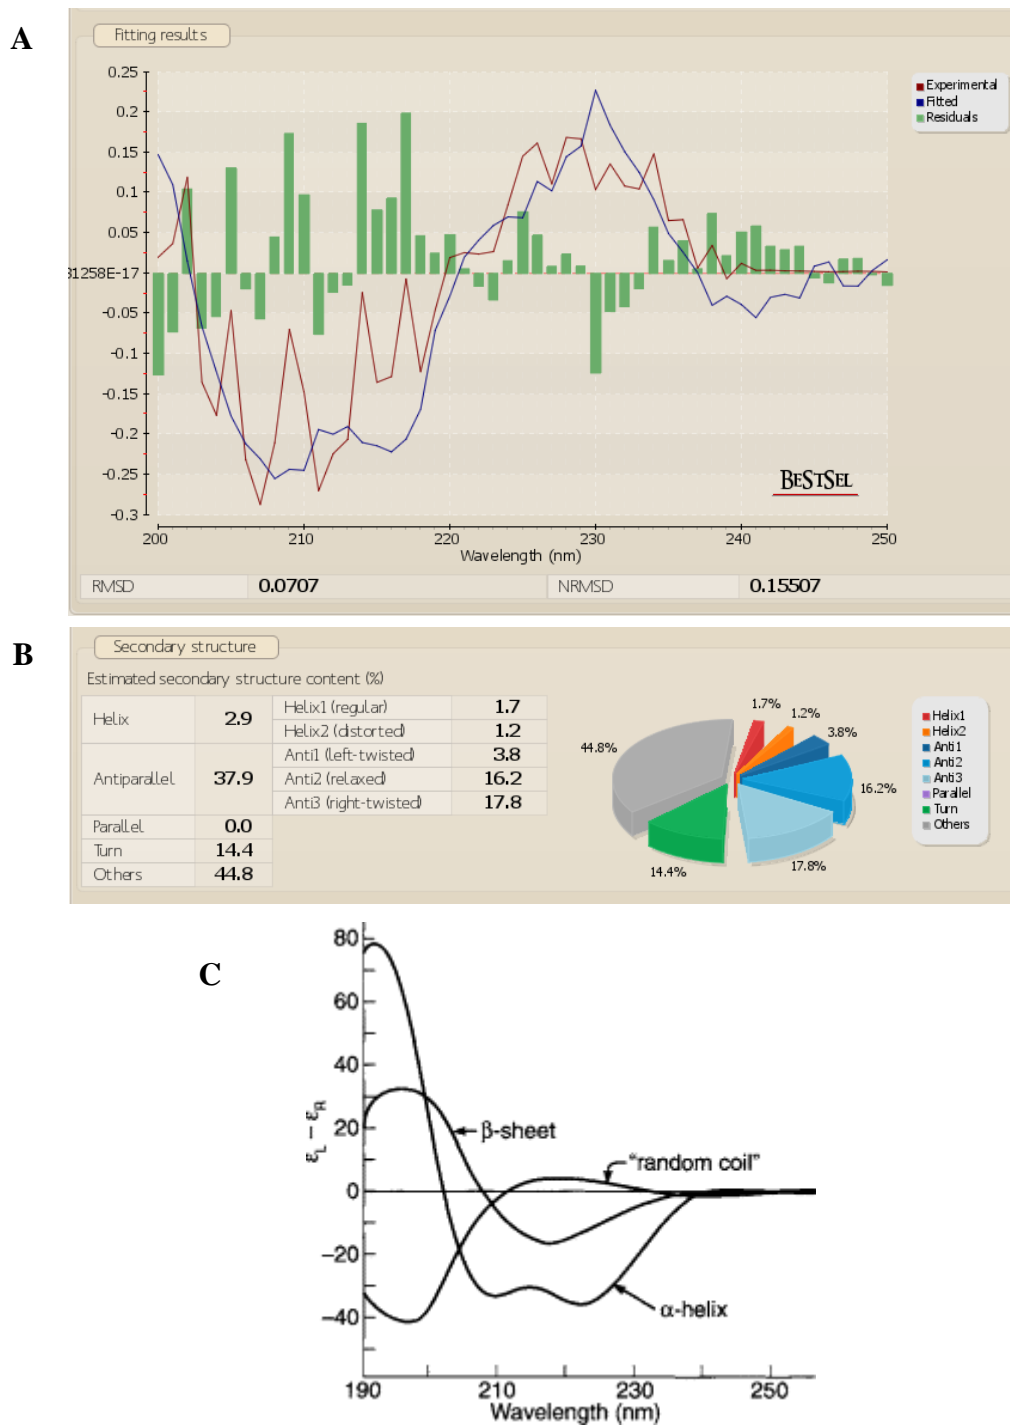 A
Fitting results
0.25
0.2
0.15
0.1
0.05
31258E-17
-0.05
-0.1
-0.15
-0.2
-0.25
-0.3
200
210
220
230
240
250
Wavelength (nm)
Experimental
Fitted
Residuals
BESTSEL
RMSD 0.0707 NRMSD 0.15507
B
Secondary structure
Estimated secondary structure content (%)
Helix 2.9
Helix1 (regular) 1.7
Helix2 (distorted) 1.2
Antiparallel 37.9
Anti1 (left-twisted) 3.8
Anti2 (relaxed) 16.2
Anti3 (right-twisted) 17.8
Parallel 0.0
Turn 14.4
Others 44.8
44.8%
1.7%
1.2%
3.8%
16.2%
17.8%
14.4%
Helix1
Helix2
Anti1
Anti2
Anti3
Parallel
Turn
Others
C
80
60
40
20
0
−20
−40
εL − εR
β-sheet
"random coil"
α-helix
190
210
230
250
Wavelength (nm)